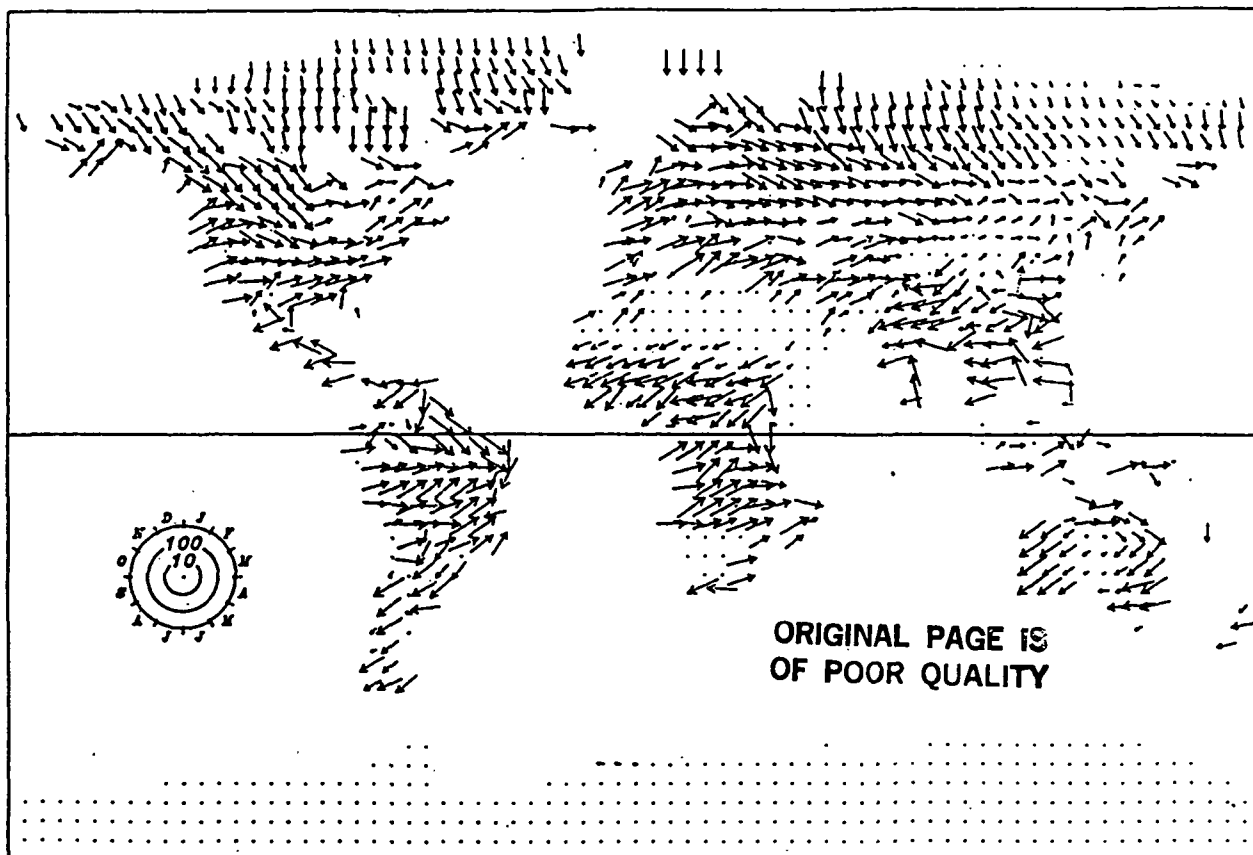 D J
N F
100
O 10 M
S A
A M
J J
ORIGINAL PAGE IS
OF POOR QUALITY